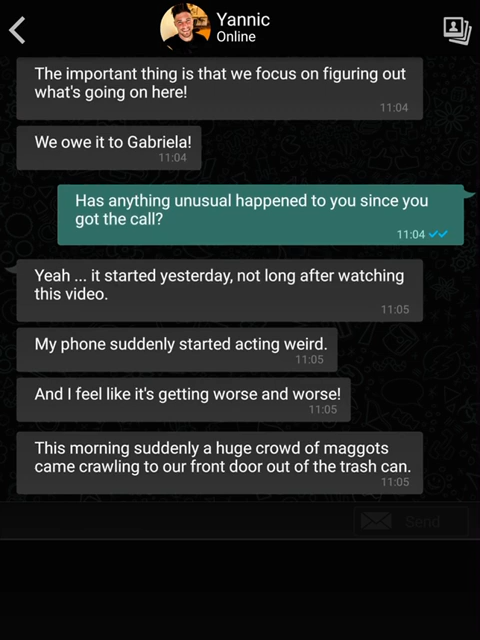 Yannic
Online
The important thing is that we focus on figuring out
what's going on here!
11:04
We owe it to Gabriela!
11:04
Has anything unusual happened to you since you
got the call?
11:04
Yeah ... it started yesterday, not long after watching
this video.
11:05
My phone suddenly started acting weird.
11:05
And I feel like it's getting worse and worse!
11:05
This morning suddenly a huge crowd of maggots
came crawling to our front door out of the trash can.
11:05
Send